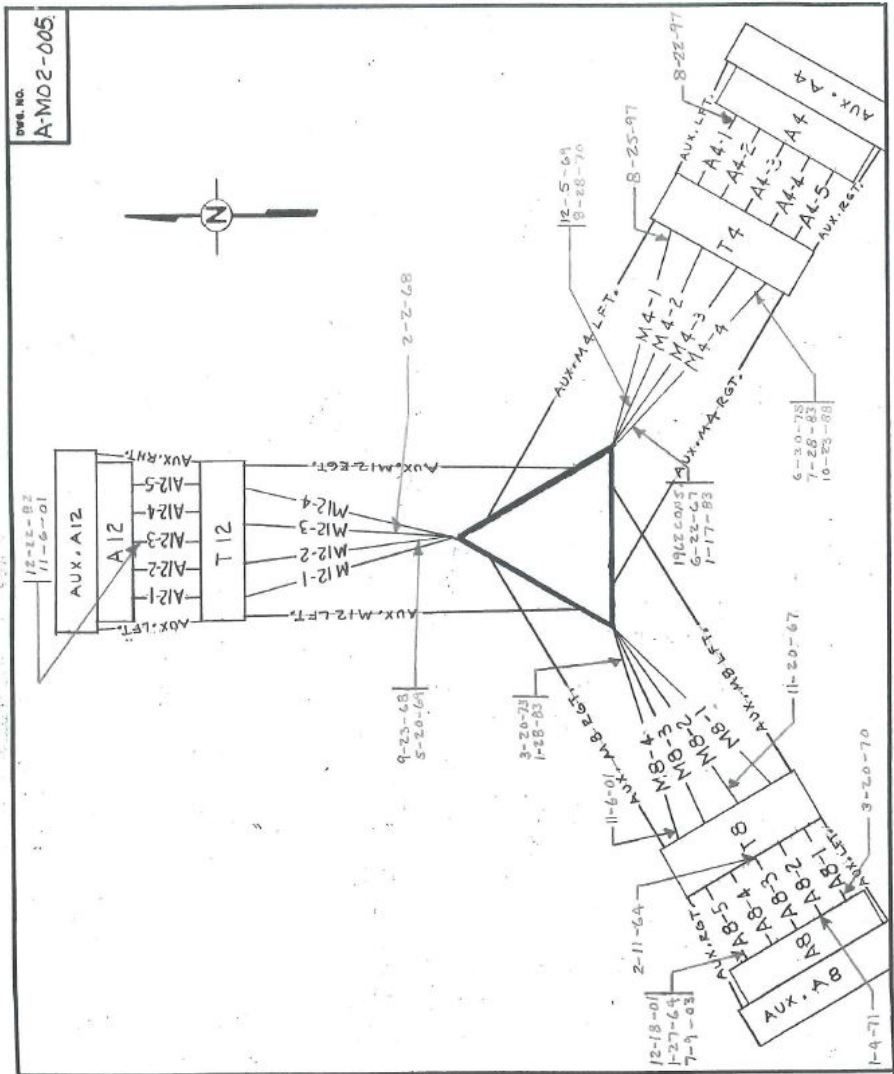 DWG. NO.
A-M02-005
N
12-22-82
11-6-01
AUX. A12
A12
AUX. LFT.
A12-1
A12-2
A12-3
A12-4
A12-5
AUX. RHT.
T12
AUX. M12 LFT.
M12-1
M12-2
M12-3
M12-4
AUX. M12 RGT.
2-2-68
9-23-68
5-20-69
8-22-97
AUX. A4
A4
AUX. LFT.
A4-1
A4-2
A4-3
A4-4
A4-5
AUX. RGT.
T4
8-25-97
12-5-69
8-28-70
AUX. M4 LFT.
M4-1
M4-2
M4-3
M4-4
AUX. M4 RGT.
1962 CONS
6-22-67
1-17-83
7-28-83
10-23-88
3-20-73
1-28-83
AUX. M8 RGT.
M8-4
M8-3
M8-2
M8-1
AUX. M8 LFT.
11-20-67
11-6-01
T8
2-11-64
AUX. RGT
A8-5
A8-4
A8-3
A8-2
A8-1
AUX. LFT.
A8
AUX. A8
12-18-01
1-27-64
7-9-03
3-20-70
1-4-71